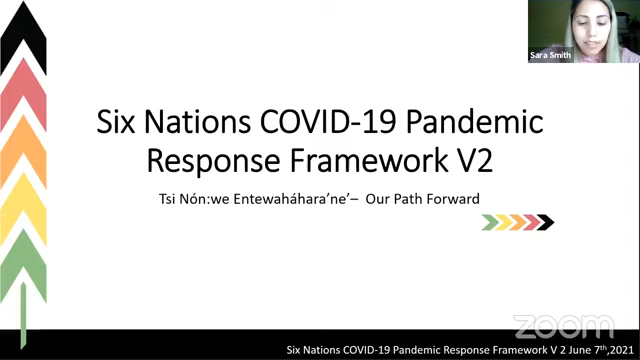 Sara Smith
Six Nations COVID-19 Pandemic
Response Framework V2
Tsi Nón:we Entewaháhara’ne’– Our Path Forward
zoom
Six Nations COVID-19 Pandemic Response Framework V 2 June 7th,2021